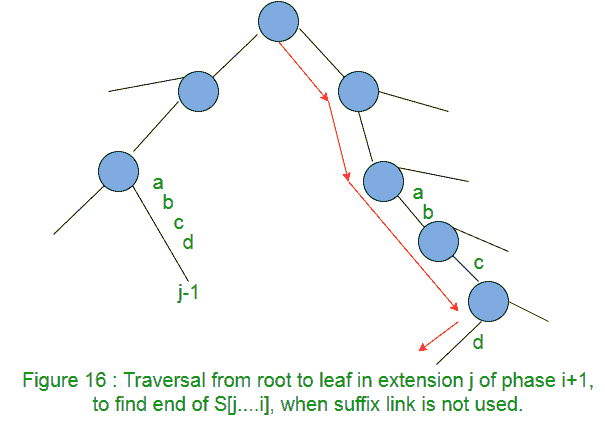 a
b
c
d
j-1
a
b
c
d
Figure 16 : Traversal from root to leaf in extension j of phase i+1,
to find end of S[j....i], when suffix link is not used.